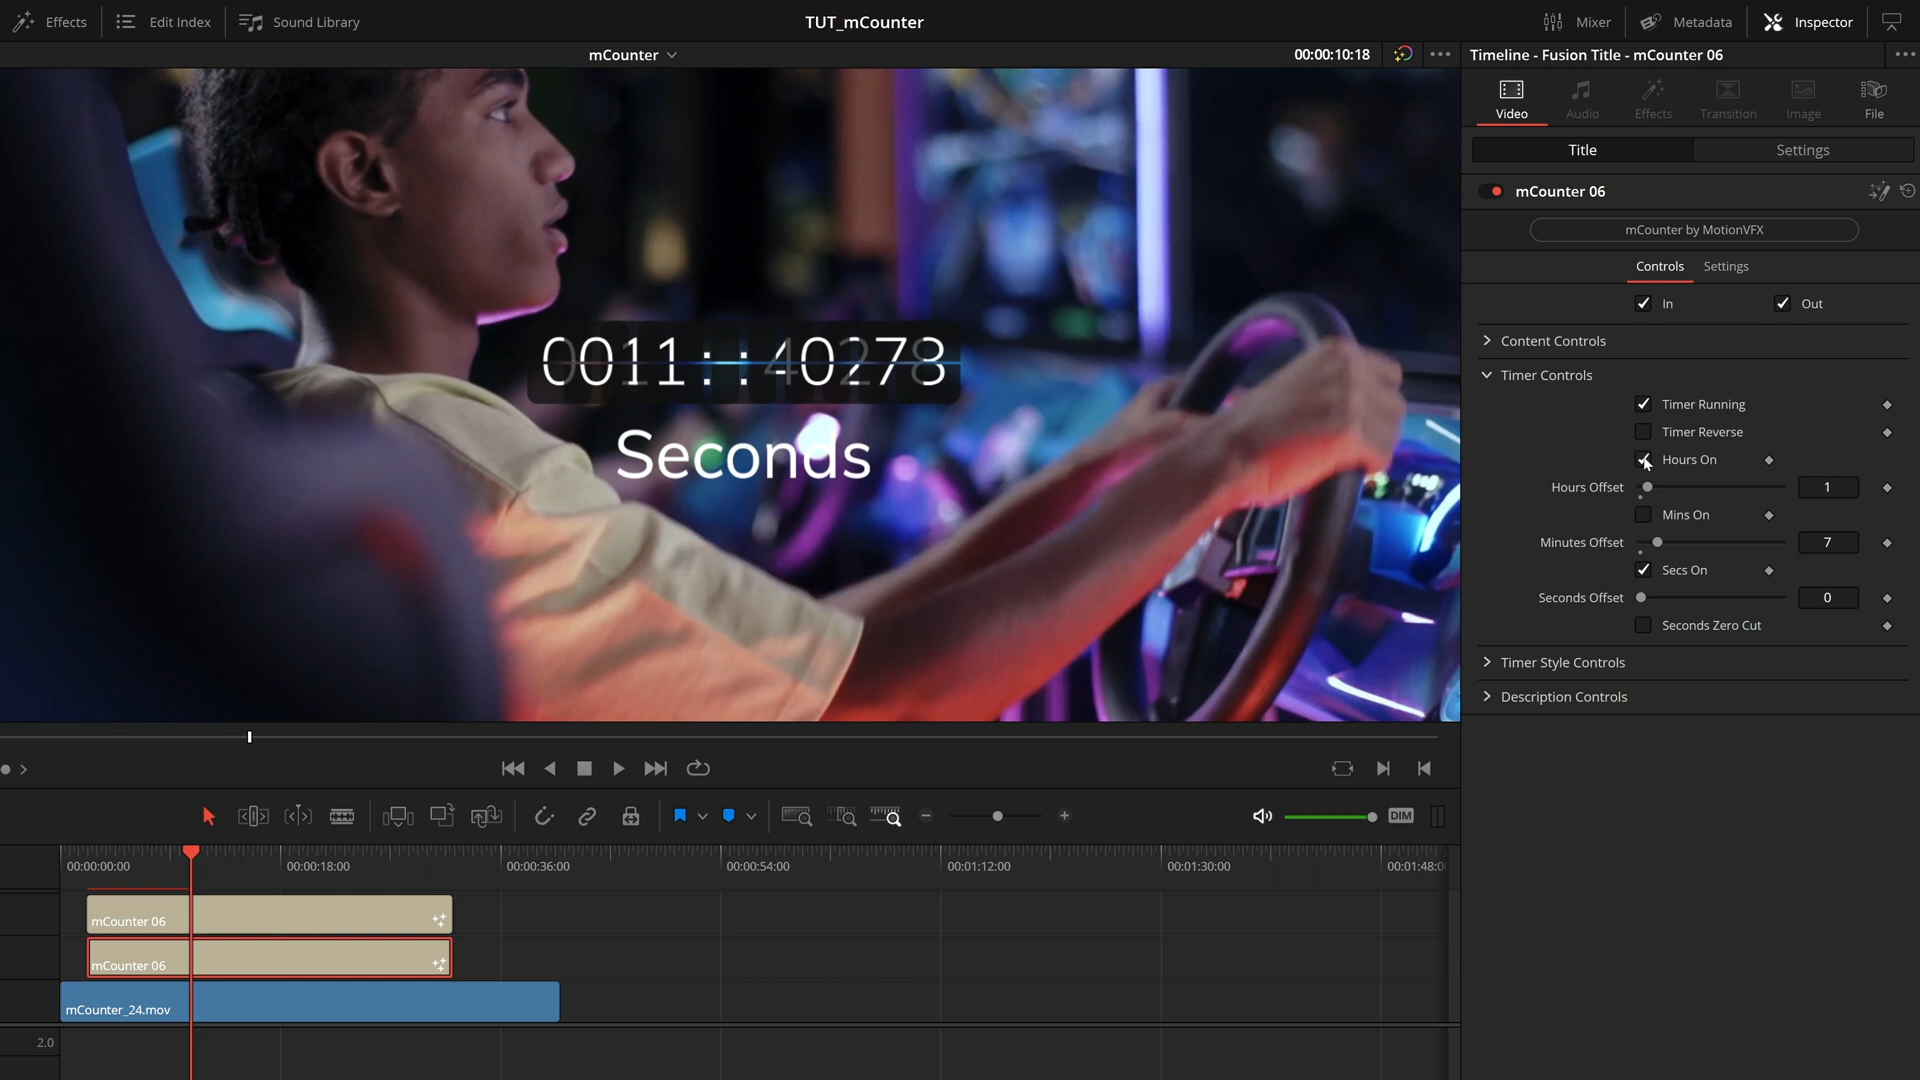 Effects
Edit Index
Sound Library
TUT_mCounter
Mixer
Metadata
Inspector
mCounter
00:00:10:18
Timeline - Fusion Title - mCounter 06
Video
Audio
Effects
Transition
Image
File
Title
Settings
mCounter 06
mCounter by MotionVFX
Controls
Settings
In
Out
Content Controls
Timer Controls
Timer Running
Timer Reverse
Hours On
Hours Offset
1
Mins On
Minutes Offset
7
Secs On
Seconds Offset
0
Seconds Zero Cut
Timer Style Controls
Description Controls
Seconds
DIM
00:00:00:00
00:00:18:00
00:00:36:00
00:00:54:00
00:01:12:00
00:01:30:00
mCounter 06
mCounter 06
mCounter_24.mov
2.0